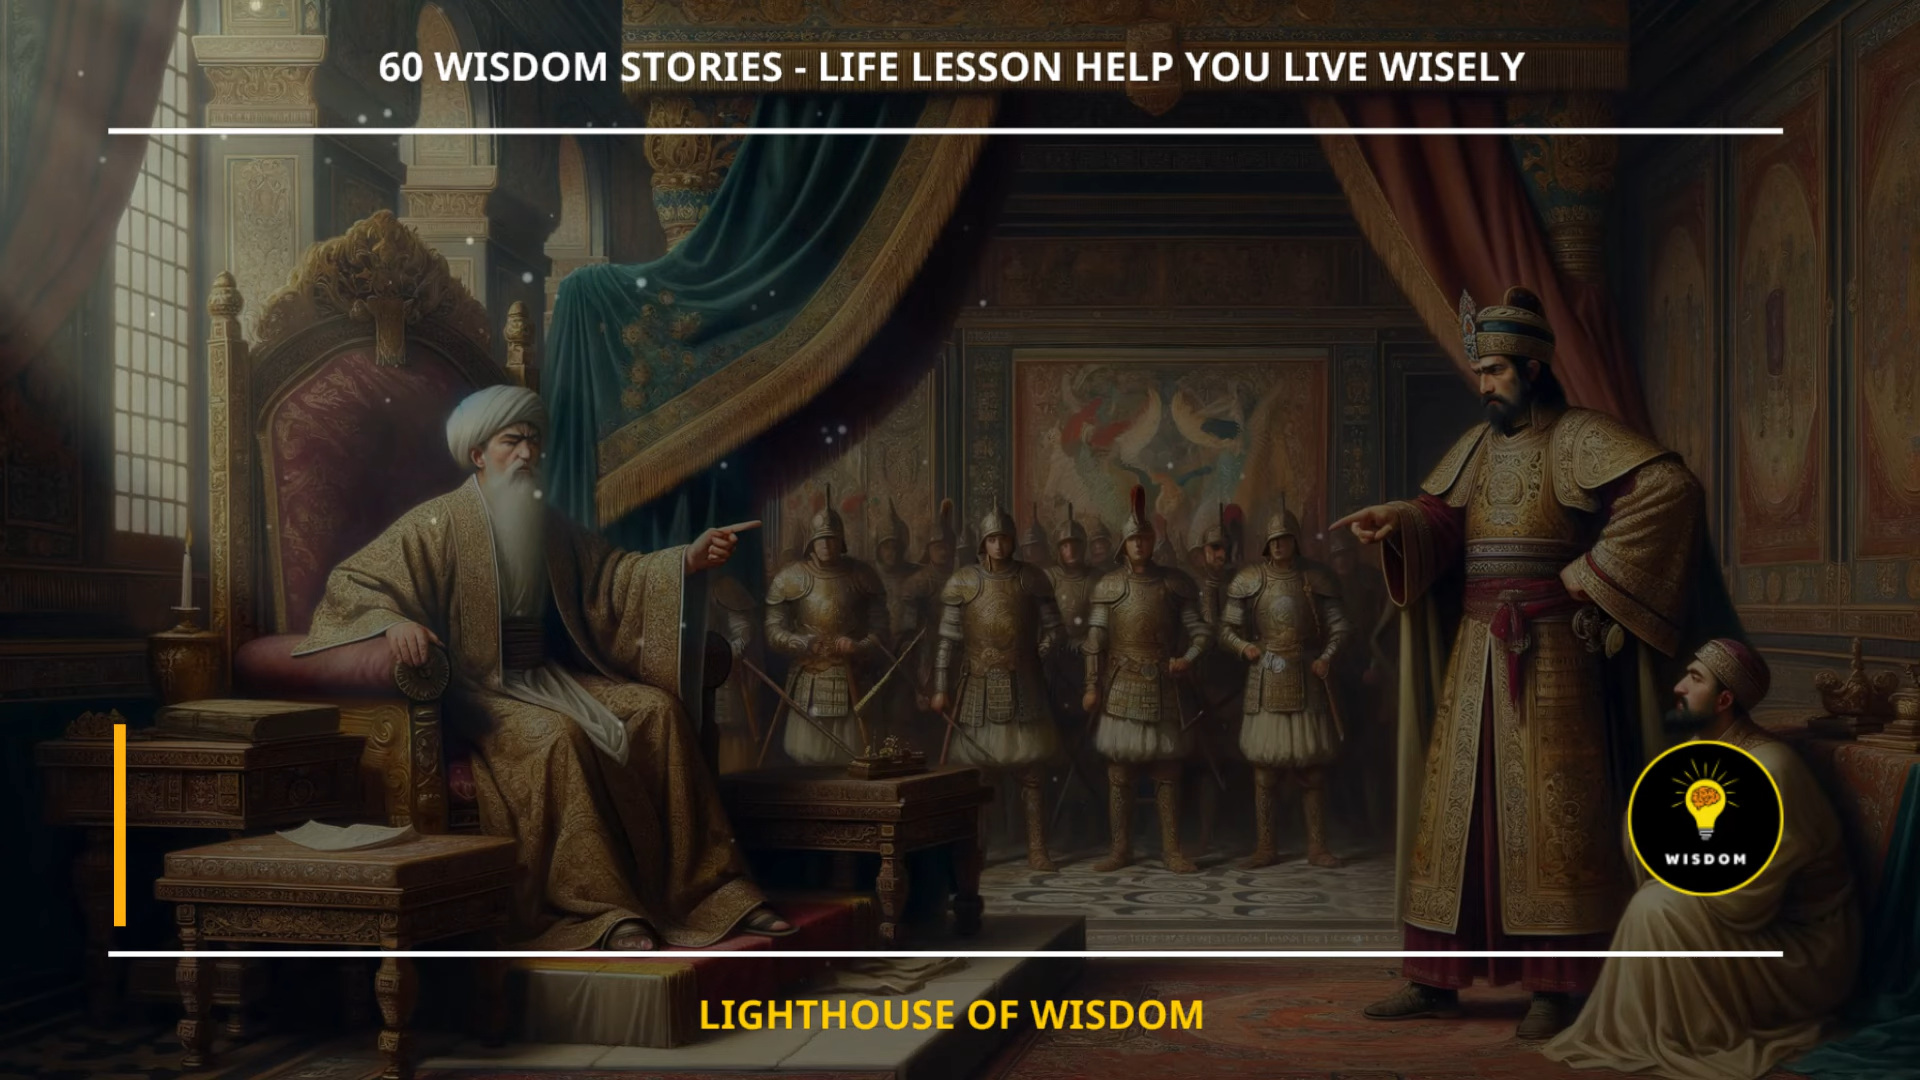 60 WISDOM STORIES - LIFE LESSON HELP YOU LIVE WISELY
WISDOM
LIGHTHOUSE OF WISDOM